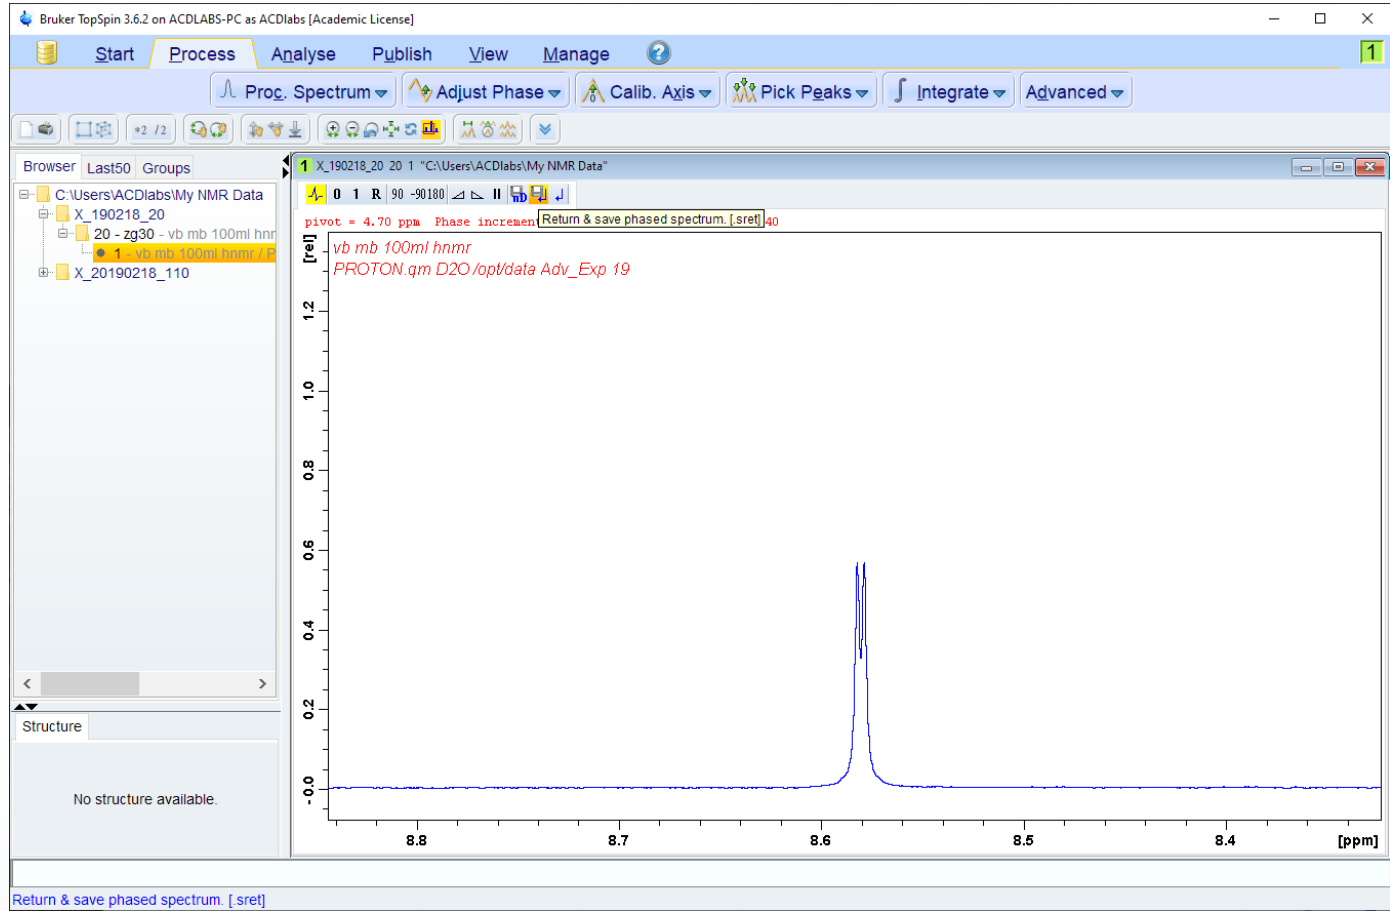 Bruker TopSpin 3.6.2 on ACDLABS-PC as ACDlabs [Academic License]
Start Process Analyse Publish View Manage ? 1
Proc. Spectrum Adjust Phase Calib. Axis Pick Peaks Integrate Advanced
*2 /2
Browser Last50 Groups
C:\Users\ACDlabs\My NMR Data
X_190218_20
20 - zg30 - vb mb 100ml hnr
1 - vb mb 100ml hnmr / P
X_20190218_110
Structure
No structure available.
1 X_190218_20 20 1 "C:\Users\ACDlabs\My NMR Data"
0 1 R 90 -90 180 nD
pivot = 4.70 ppm Phase increment 40
Return & save phased spectrum. [.sret]
vb mb 100ml hnmr
PROTON.qm D2O /opt/data Adv_Exp 19
[rel]
1.2
1.0
0.8
0.6
0.4
0.2
-0.0
8.8 8.7 8.6 8.5 8.4 [ppm]
Return & save phased spectrum. [.sret]